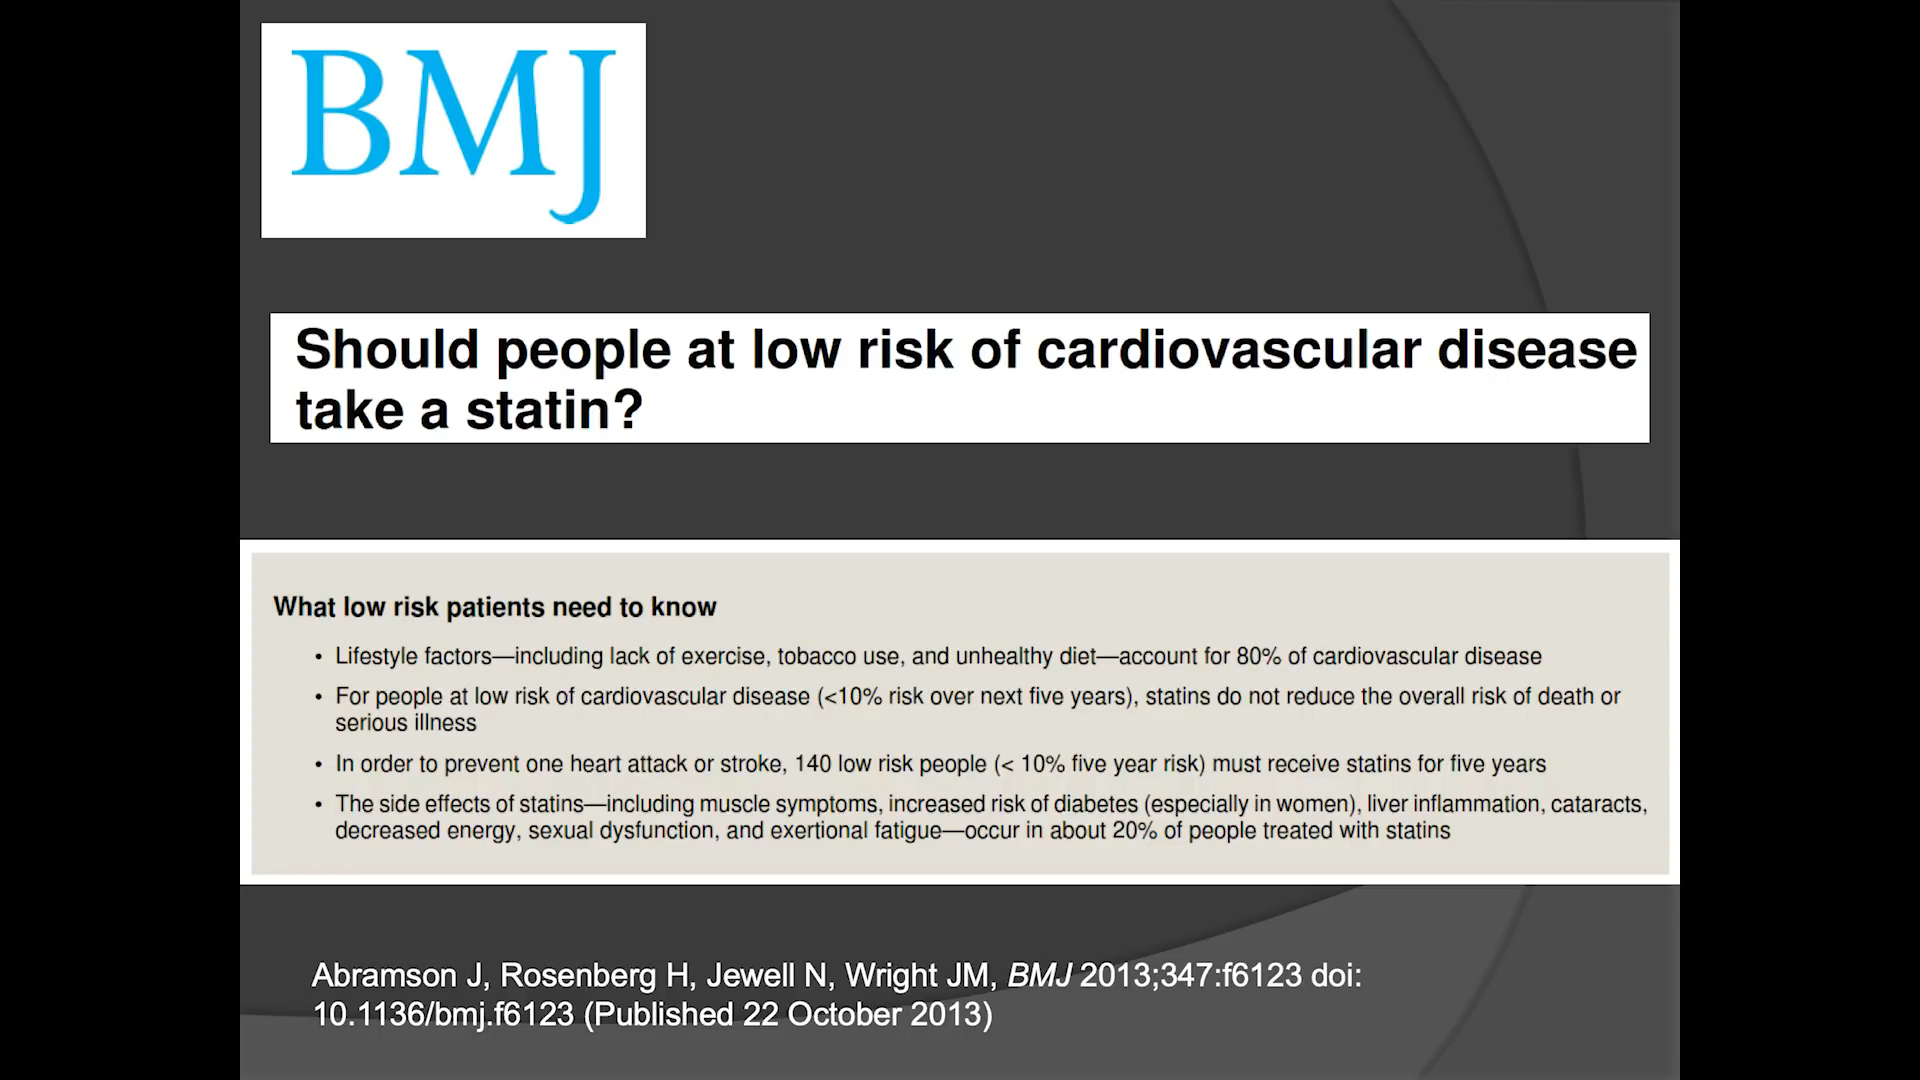 BMJ
Should people at low risk of cardiovascular disease
take a statin?
What low risk patients need to know
• Lifestyle factors—including lack of exercise, tobacco use, and unhealthy diet—account for 80% of cardiovascular disease
• For people at low risk of cardiovascular disease (<10% risk over next five years), statins do not reduce the overall risk of death or
serious illness
• In order to prevent one heart attack or stroke, 140 low risk people (< 10% five year risk) must receive statins for five years
• The side effects of statins—including muscle symptoms, increased risk of diabetes (especially in women), liver inflammation, cataracts,
decreased energy, sexual dysfunction, and exertional fatigue—occur in about 20% of people treated with statins
Abramson J, Rosenberg H, Jewell N, Wright JM, BMJ 2013;347:f6123 doi:
10.1136/bmj.f6123 (Published 22 October 2013)